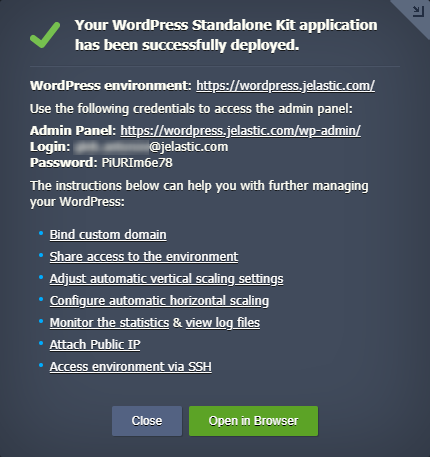 Your WordPress Standalone Kit application
has been successfully deployed.
WordPress environment: https://wordpress.jelastic.com/
Use the following credentials to access the admin panel:
Admin Panel: https://wordpress.jelastic.com/wp-admin/
Login: @jelastic.com
Password: PiURIm6e78
The instructions below can help you with further managing
your WordPress:
Bind custom domain
Share access to the environment
Adjust automatic vertical scaling settings
Configure automatic horizontal scaling
Monitor the statistics & view log files
Attach Public IP
Access environment via SSH
Close Open in Browser